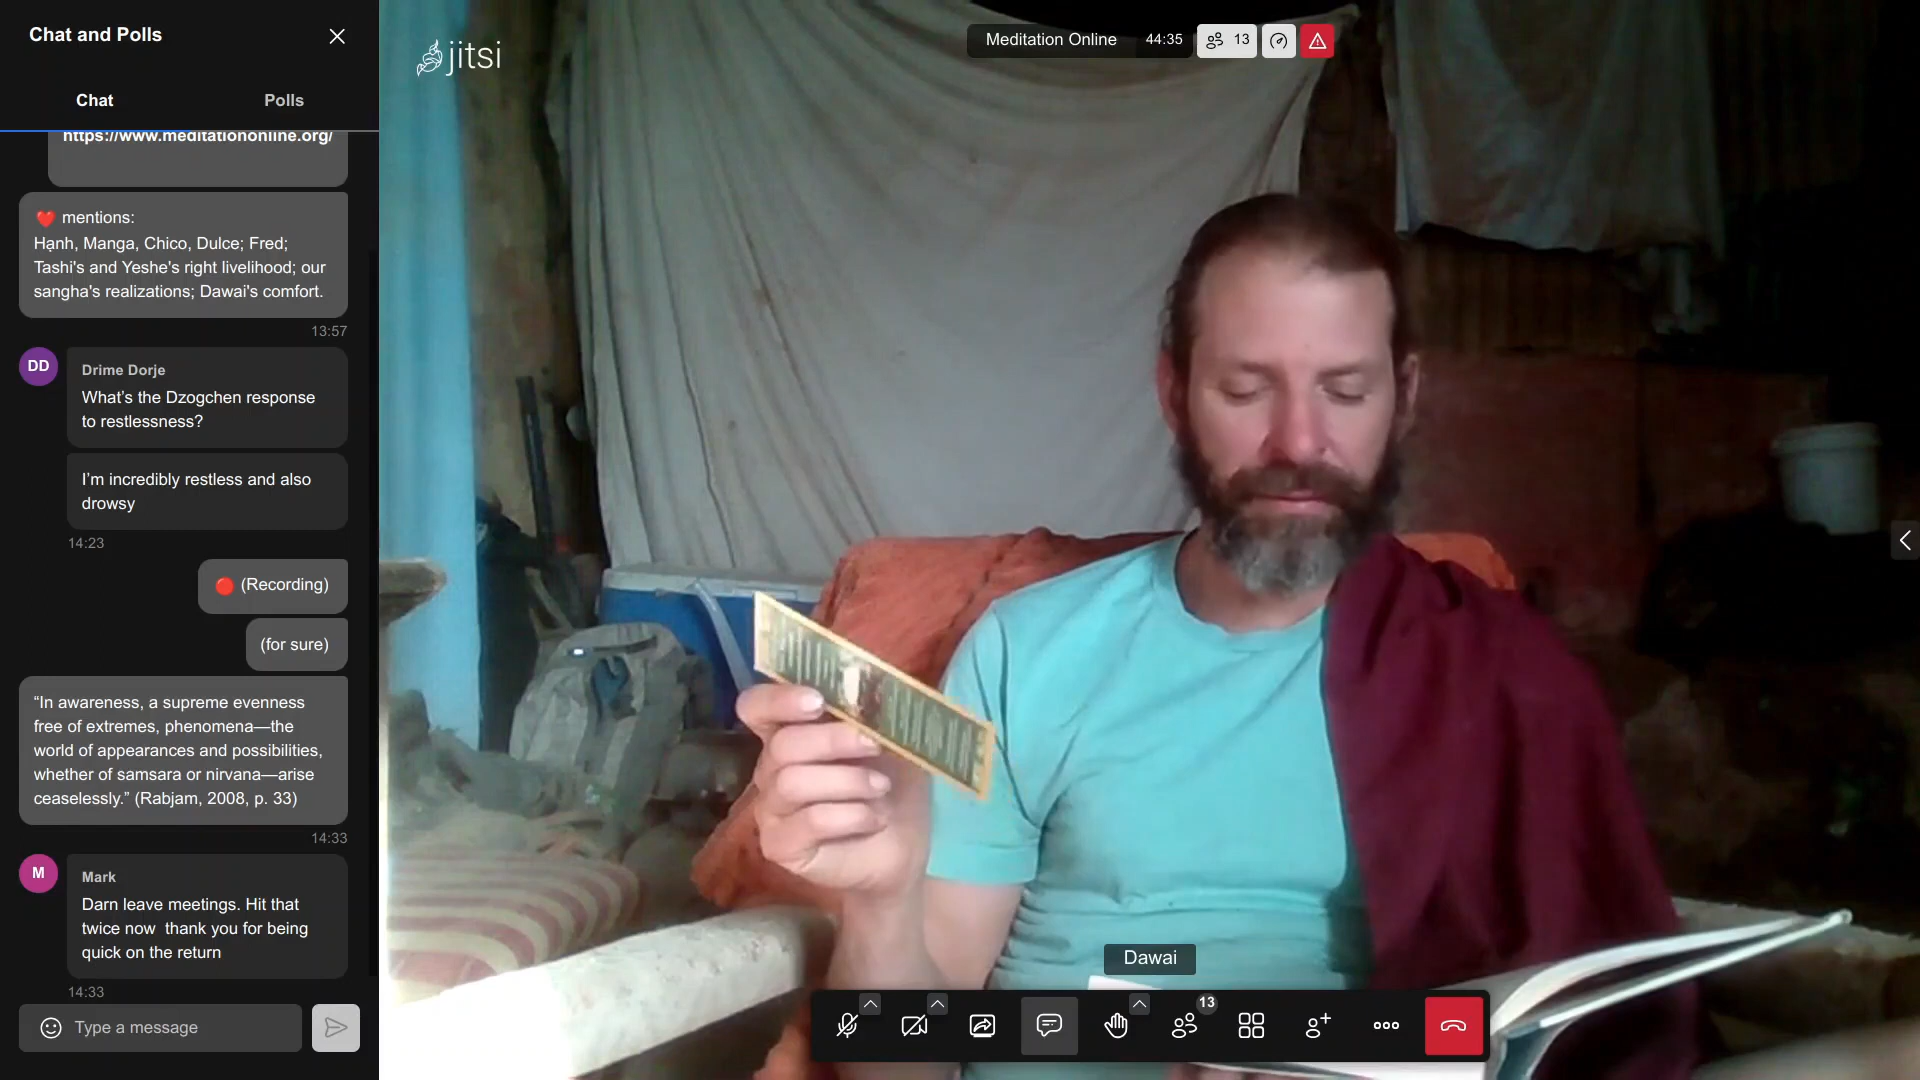 Chat and Polls
Chat
Polls
https://www.meditationonline.org/
❤️ mentions:
Hạnh, Manga, Chico, Dulce; Fred;
Tashi's and Yeshe's right livelihood; our
sangha's realizations; Dawai's comfort.
13:57
DD
Drime Dorje
What’s the Dzogchen response
to restlessness?
I’m incredibly restless and also
drowsy
14:23
🔴 (Recording)
(for sure)
“In awareness, a supreme evenness
free of extremes, phenomena—the
world of appearances and possibilities,
whether of samsara or nirvana—arise
ceaselessly.” (Rabjam, 2008, p. 33)
14:33
M
Mark
Darn leave meetings. Hit that
twice now  thank you for being
quick on the return
14:33
Type a message
jitsi
Meditation Online
44:35
13
Dawai
13